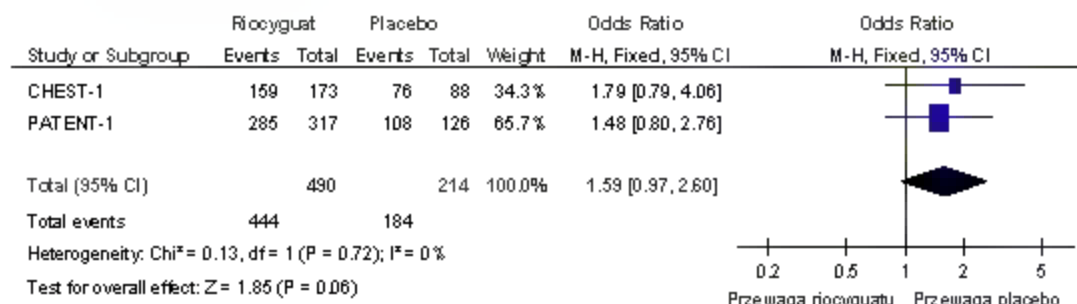 Riocyguat Placebo Odds Ratio Odds Ratio
Study or Subgroup Events Total Events Total Weight M-H, Fixed, 95% CI M-H, Fixed, 95% CI
CHEST-1 159 173 76 88 34.3% 1.79 [0.79, 4.06]
PATENT-1 285 317 108 126 65.7% 1.48 [0.80, 2.76]
Total (95% CI) 490 214 100.0% 1.59 [0.97, 2.60]
Total events 444 184
Heterogeneity: Chi² = 0.13, df = 1 (P = 0.72); I² = 0%
Test for overall effect: Z = 1.85 (P = 0.06)
0.2 0.5 1 2 5
Przewaga riocyguatu Przewaga placebo